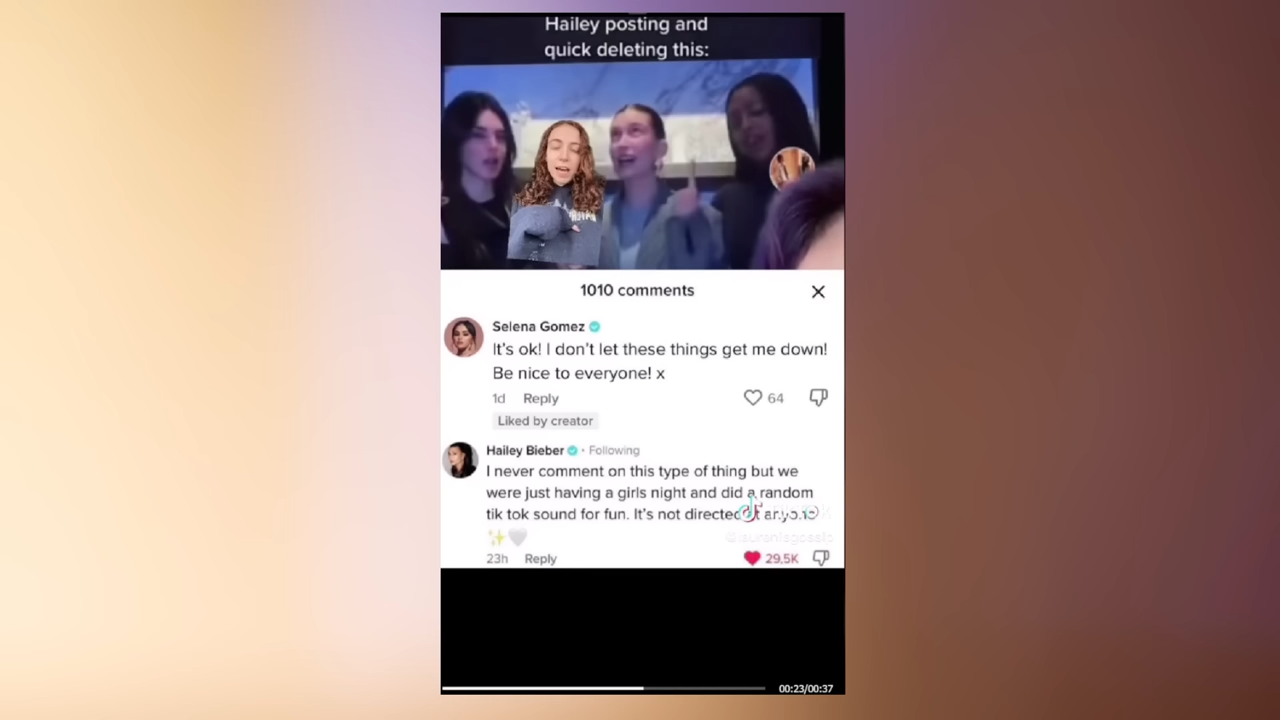 Hailey posting and
quick deleting this:
1010 comments
Selena Gomez
It's ok! I don't let these things get me down!
Be nice to everyone! x
1d Reply
64
Liked by creator
Hailey Bieber · Following
I never comment on this type of thing but we
were just having a girls night and did a random
tik tok sound for fun. It's not directed at anyone
23h Reply
29.5K
00:23/00:37